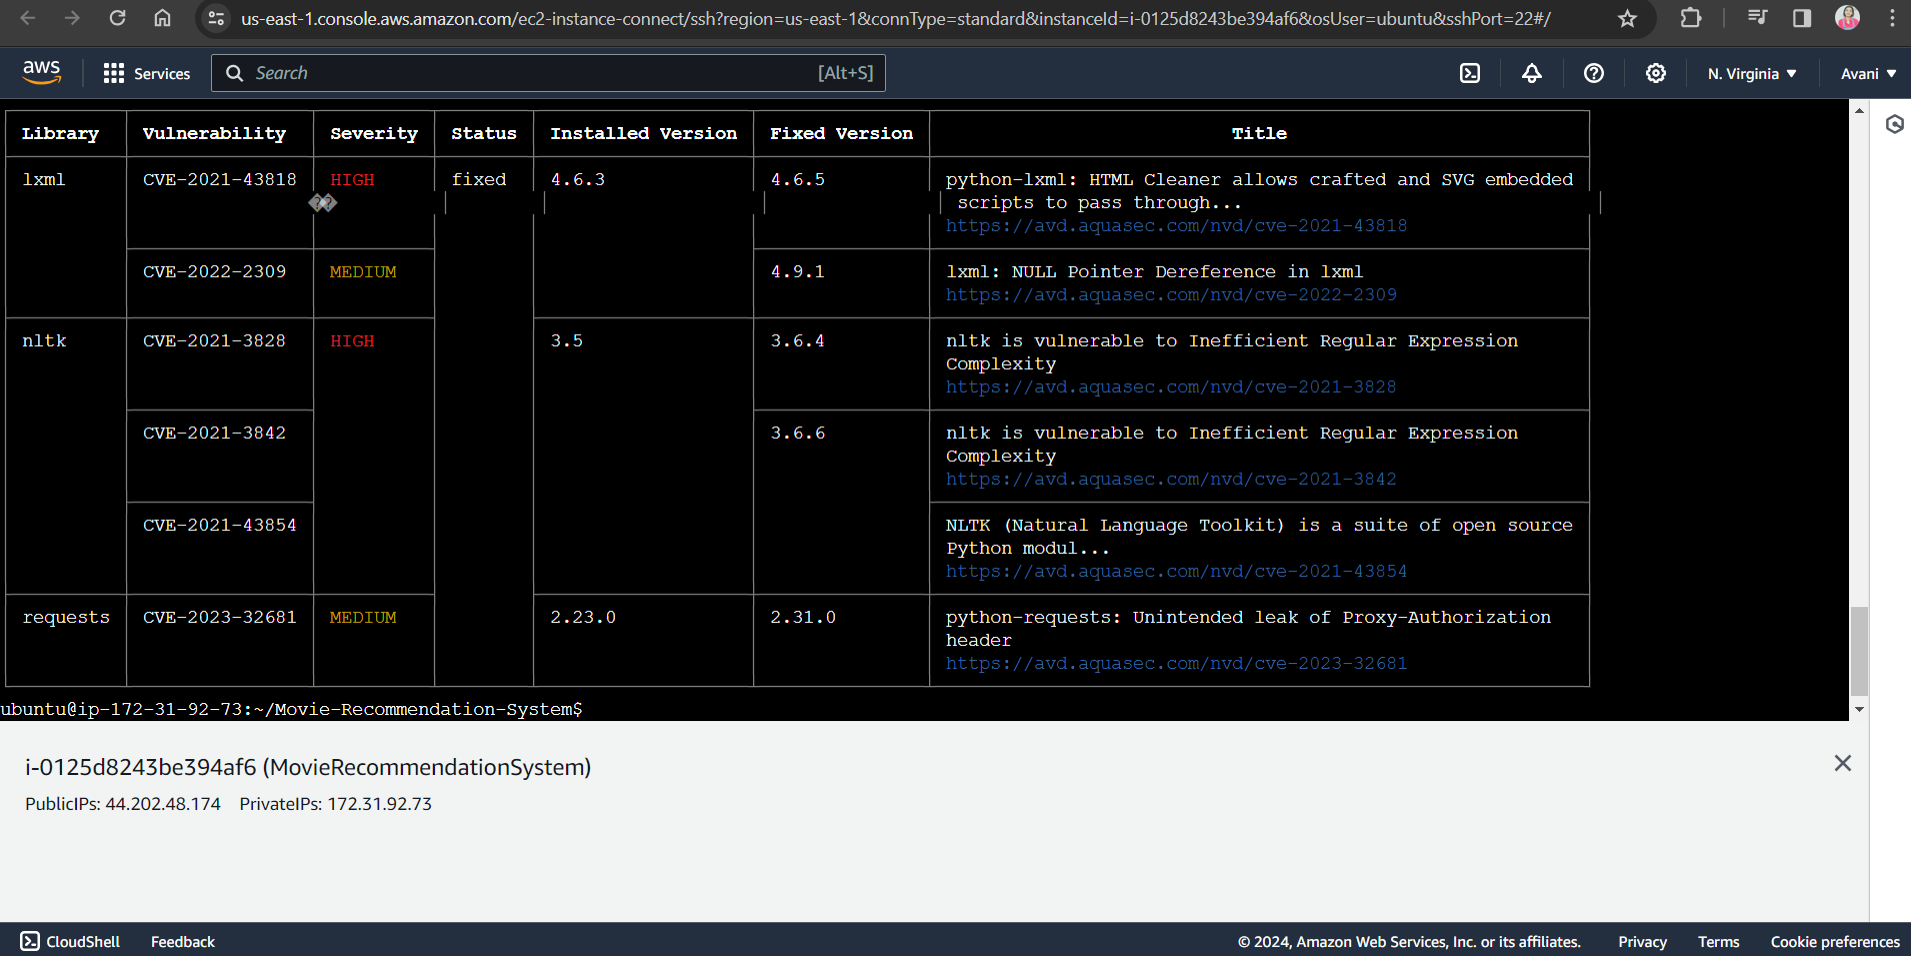 us-east-1.console.aws.amazon.com/ec2-instance-connect/ssh?region=us-east-1&connType=standard&instanceId=i-0125d8243be394af6&osUser=ubuntu&sshPort=22#/
aws Services Search [Alt+S] N. Virginia Avani
Library Vulnerability Severity Status Installed Version Fixed Version Title
lxml CVE-2021-43818 HIGH fixed 4.6.3 4.6.5 python-lxml: HTML Cleaner allows crafted and SVG embedded
scripts to pass through...
https://avd.aquasec.com/nvd/cve-2021-43818
CVE-2022-2309 MEDIUM 4.9.1 lxml: NULL Pointer Dereference in lxml
https://avd.aquasec.com/nvd/cve-2022-2309
nltk CVE-2021-3828 HIGH 3.5 3.6.4 nltk is vulnerable to Inefficient Regular Expression
Complexity
https://avd.aquasec.com/nvd/cve-2021-3828
CVE-2021-3842 3.6.6 nltk is vulnerable to Inefficient Regular Expression
Complexity
https://avd.aquasec.com/nvd/cve-2021-3842
CVE-2021-43854 NLTK (Natural Language Toolkit) is a suite of open source
Python modul...
https://avd.aquasec.com/nvd/cve-2021-43854
requests CVE-2023-32681 MEDIUM 2.23.0 2.31.0 python-requests: Unintended leak of Proxy-Authorization
header
https://avd.aquasec.com/nvd/cve-2023-32681
ubuntu@ip-172-31-92-73:~/Movie-Recommendation-System$
i-0125d8243be394af6 (MovieRecommendationSystem)
PublicIPs: 44.202.48.174 PrivateIPs: 172.31.92.73
CloudShell Feedback © 2024, Amazon Web Services, Inc. or its affiliates. Privacy Terms Cookie preferences